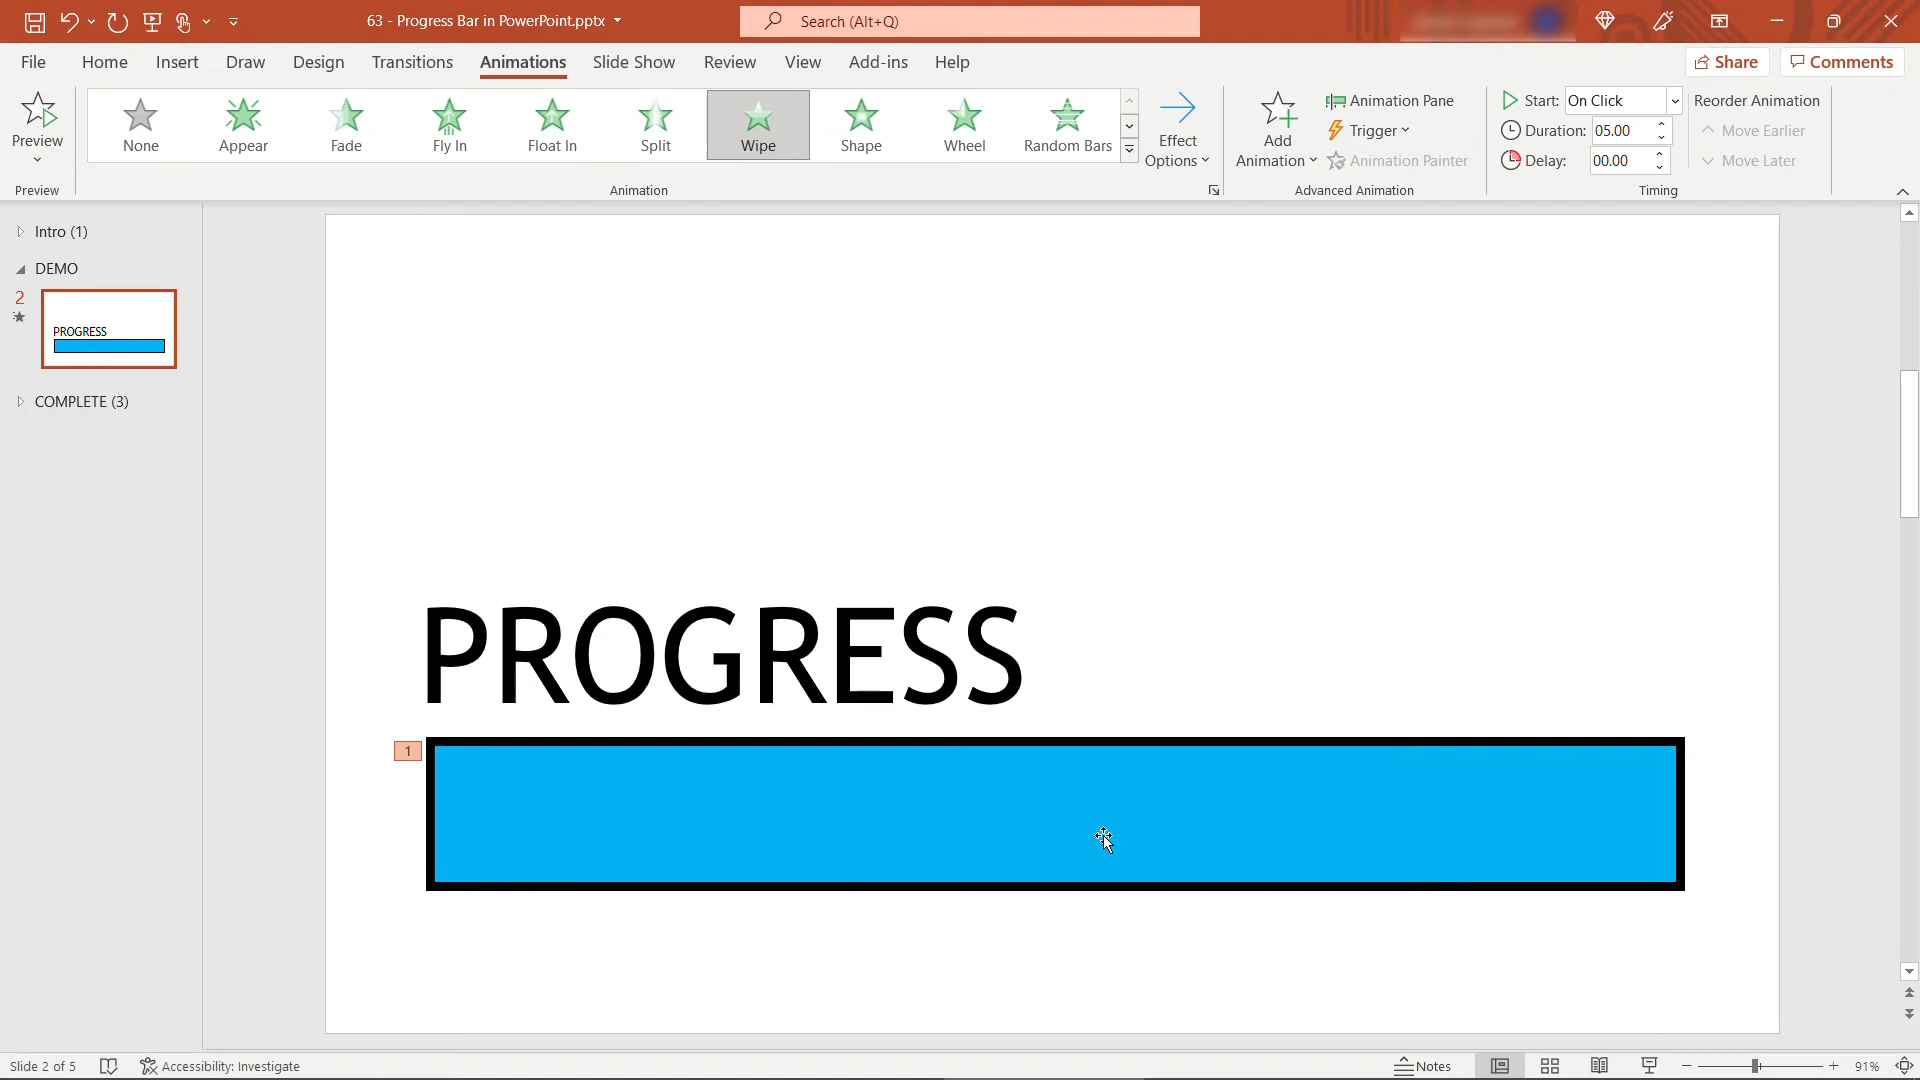 63 - Progress Bar in PowerPoint.pptx
Search (Alt+Q)
File Home Insert Draw Design Transitions Animations Slide Show Review View Add-ins Help
Share Comments
Preview
None Appear Fade Fly In Float In Split Wipe Shape Wheel Random Bars
Effect Options
Add Animation
Animation Pane
Trigger
Animation Painter
Start: On Click
Duration: 05.00
Delay: 00.00
Reorder Animation
Move Earlier
Move Later
Preview Animation Advanced Animation Timing
Intro (1)
DEMO
2
PROGRESS
COMPLETE (3)
PROGRESS
1
Slide 2 of 5 Accessibility: Investigate Notes 91%